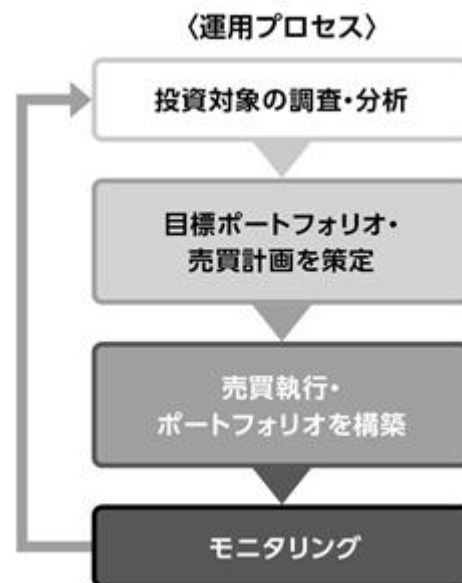 〈運用プロセス〉
投資対象の調査・分析
目標ポートフォリオ・
売買計画を策定
売買執行・
ポートフォリオを構築
モニタリング